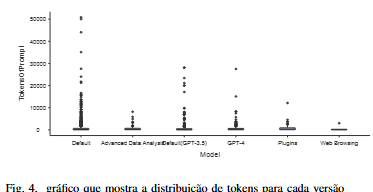 50000
40000
30000
20000
10000
0
TokensOfPrompt
Default Advanced Data Analysis Default (GPT-3.5) GPT-4 Plugins Web Browsing
Model
Fig. 4. gráfico que mostra a distribuição de tokens para cada versão